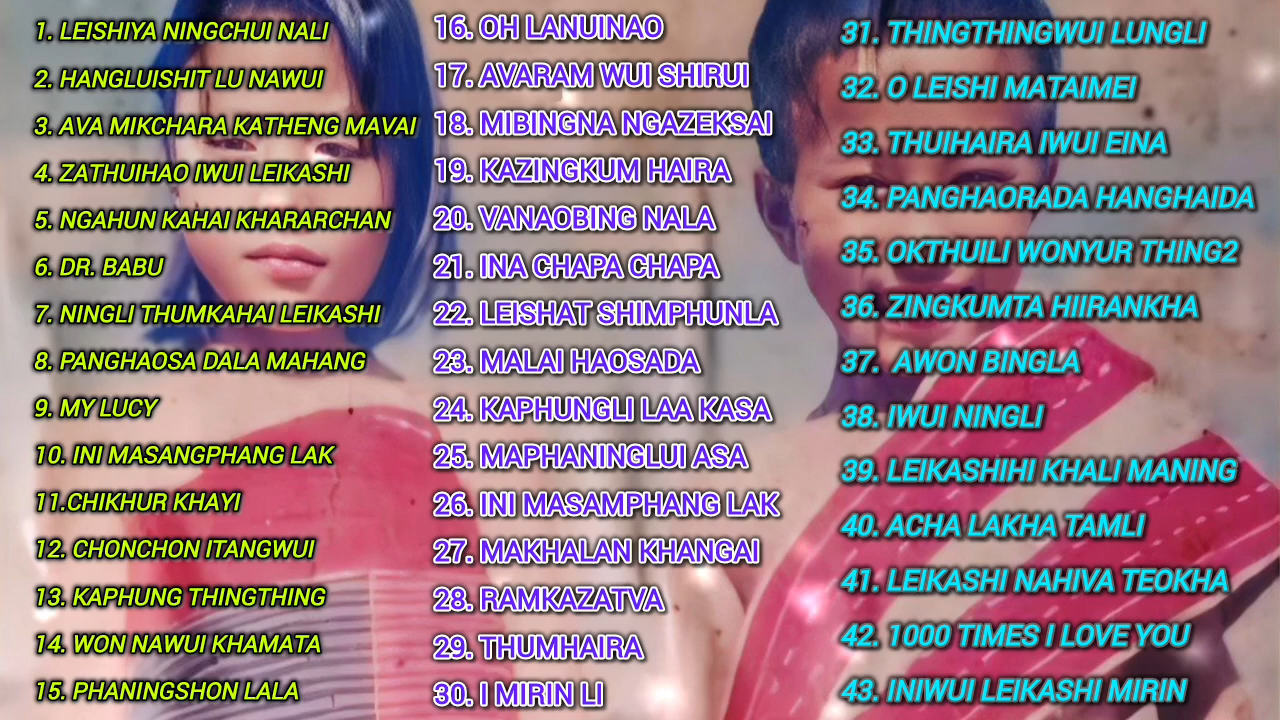 1. LEISHIYA NINGCHUI NALI
2. HANGLUISHIT LU NAWUI
3. AVA MIKCHARA KATHENG MAVAI
4. ZATHUIHAO IWUI LEIKASHI
5. NGAHUN KAHAI KHARARCHAN
6. DR. BABU
7. NINGLI THUMKAHAI LEIKASHI
8. PANGHAOSA DALA MAHANG
9. MY LUCY
10. INI MASANGPHANG LAK
11.CHIKHUR KHAYI
12. CHONCHON ITANGWUI
13. KAPHUNG THINGTHING
14. WON NAWUI KHAMATA
15. PHANINGSHON LALA
16. OH LANUINAO
17. AVARAM WUI SHIRUI
18. MIBINGNA NGAZEKSAI
19. KAZINGKUM HAIRA
20. VANAOBING NALA
21. INA CHAPA CHAPA
22. LEISHAT SHIMPHUNLA
23. MALAI HAOSADA
24. KAPHUNGLI LAA KASA
25. MAPHANINGLUI ASA
26. INI MASAMPHANG LAK
27. MAKHALAN KHANGAI
28. RAMKAZATVA
29. THUMHAIRA
30. I MIRIN LI
31. THINGTHINGWUI LUNGLI
32. O LEISHI MATAIMEI
33. THUIHAIRA IWUI EINA
34. PANGHAORADA HANGHAIDA
35. OKTHUILI WONYUR THING2
36. ZINGKUMTA HIIRANKHA
37. AWON BINGLA
38. IWUI NINGLI
39. LEIKASHIHI KHALI MANING
40. ACHA LAKHA TAMLI
41. LEIKASHI NAHIVA TEOKHA
42. 1000 TIMES I LOVE YOU
43. INIWUI LEIKASHI MIRIN